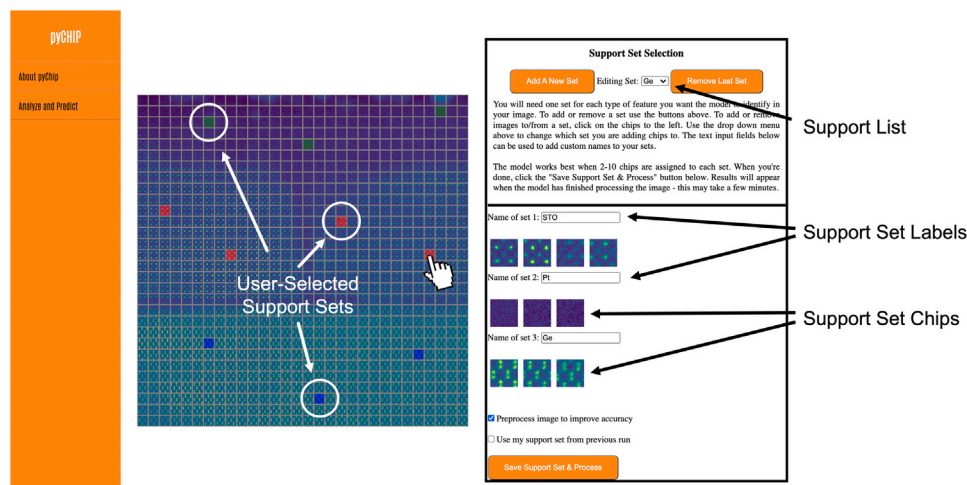 pyCHIP
About pyChip
Analyze and Predict
User-Selected
Support Sets
Support Set Selection
Add A New Set Editing Set: Ge Remove Last Set
You will need one set for each type of feature you want the model to identify in
your image. To add or remove a set use the buttons above. To add or remove
images to/from a set, click on the chips to the left. Use the drop down menu
above to change which set you are adding chips to. The text input fields below
can be used to add custom names to your sets.
The model works best when 2-10 chips are assigned to each set. When you're
done, click the "Save Support Set & Process" button below. Results will appear
when the model has finished processing the image - this may take a few minutes.
Name of set 1: STO
Name of set 2: Pt
Name of set 3: Ge
Preprocess image to improve accuracy
Use my support set from previous run
Save Support Set & Process
Support List
Support Set Labels
Support Set Chips